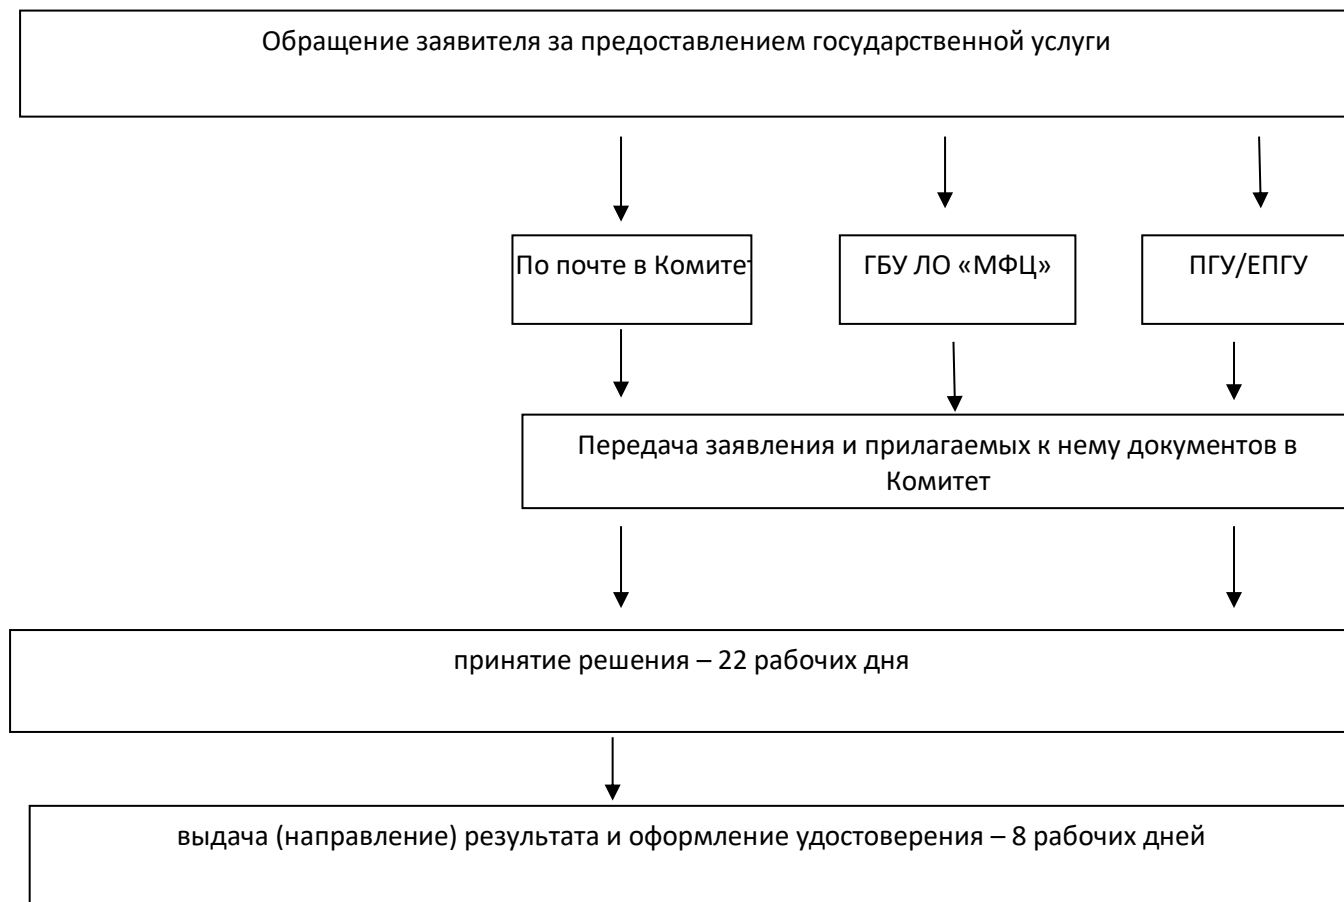 Обращение заявителя за предоставлением государственной услуги
По почте в Комитет
ГБУ ЛО «МФЦ»
ПГУ/ЕПГУ
Передача заявления и прилагаемых к нему документов в
Комитет
принятие решения – 22 рабочих дня
выдача (направление) результата и оформление удостоверения – 8 рабочих дней